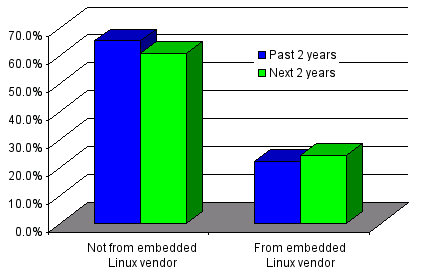 70.0%
60.0%
50.0%
40.0%
30.0%
20.0%
10.0%
0.0%
Past 2 years
Next 2 years
Not from embedded
Linux vendor
From embedded
Linux vendor